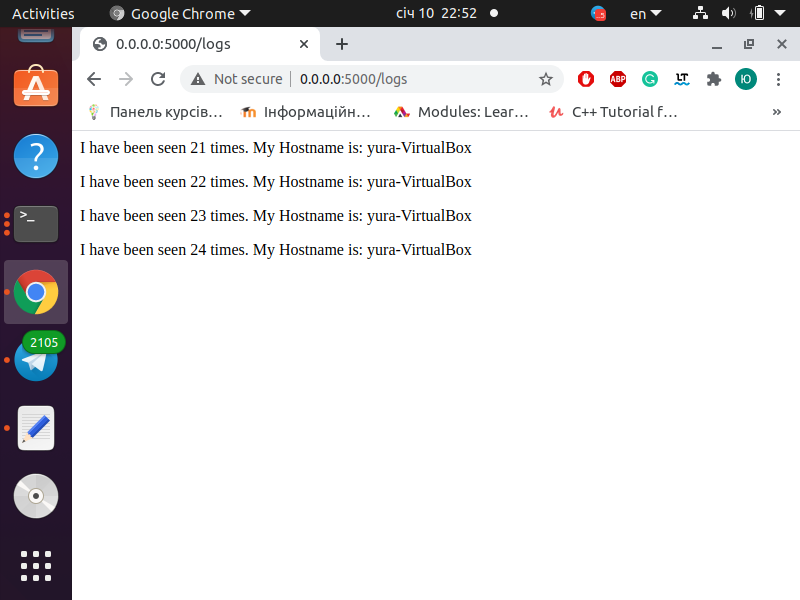 Activities Google Chrome січ 10 22:52 en
0.0.0.0:5000/logs
Not secure 0.0.0.0:5000/logs ABP LT Ю
Панель курсів… Інформаційн… Modules: Lear… C++ Tutorial f… »
I have been seen 21 times. My Hostname is: yura-VirtualBox
I have been seen 22 times. My Hostname is: yura-VirtualBox
I have been seen 23 times. My Hostname is: yura-VirtualBox
I have been seen 24 times. My Hostname is: yura-VirtualBox
>_
2105